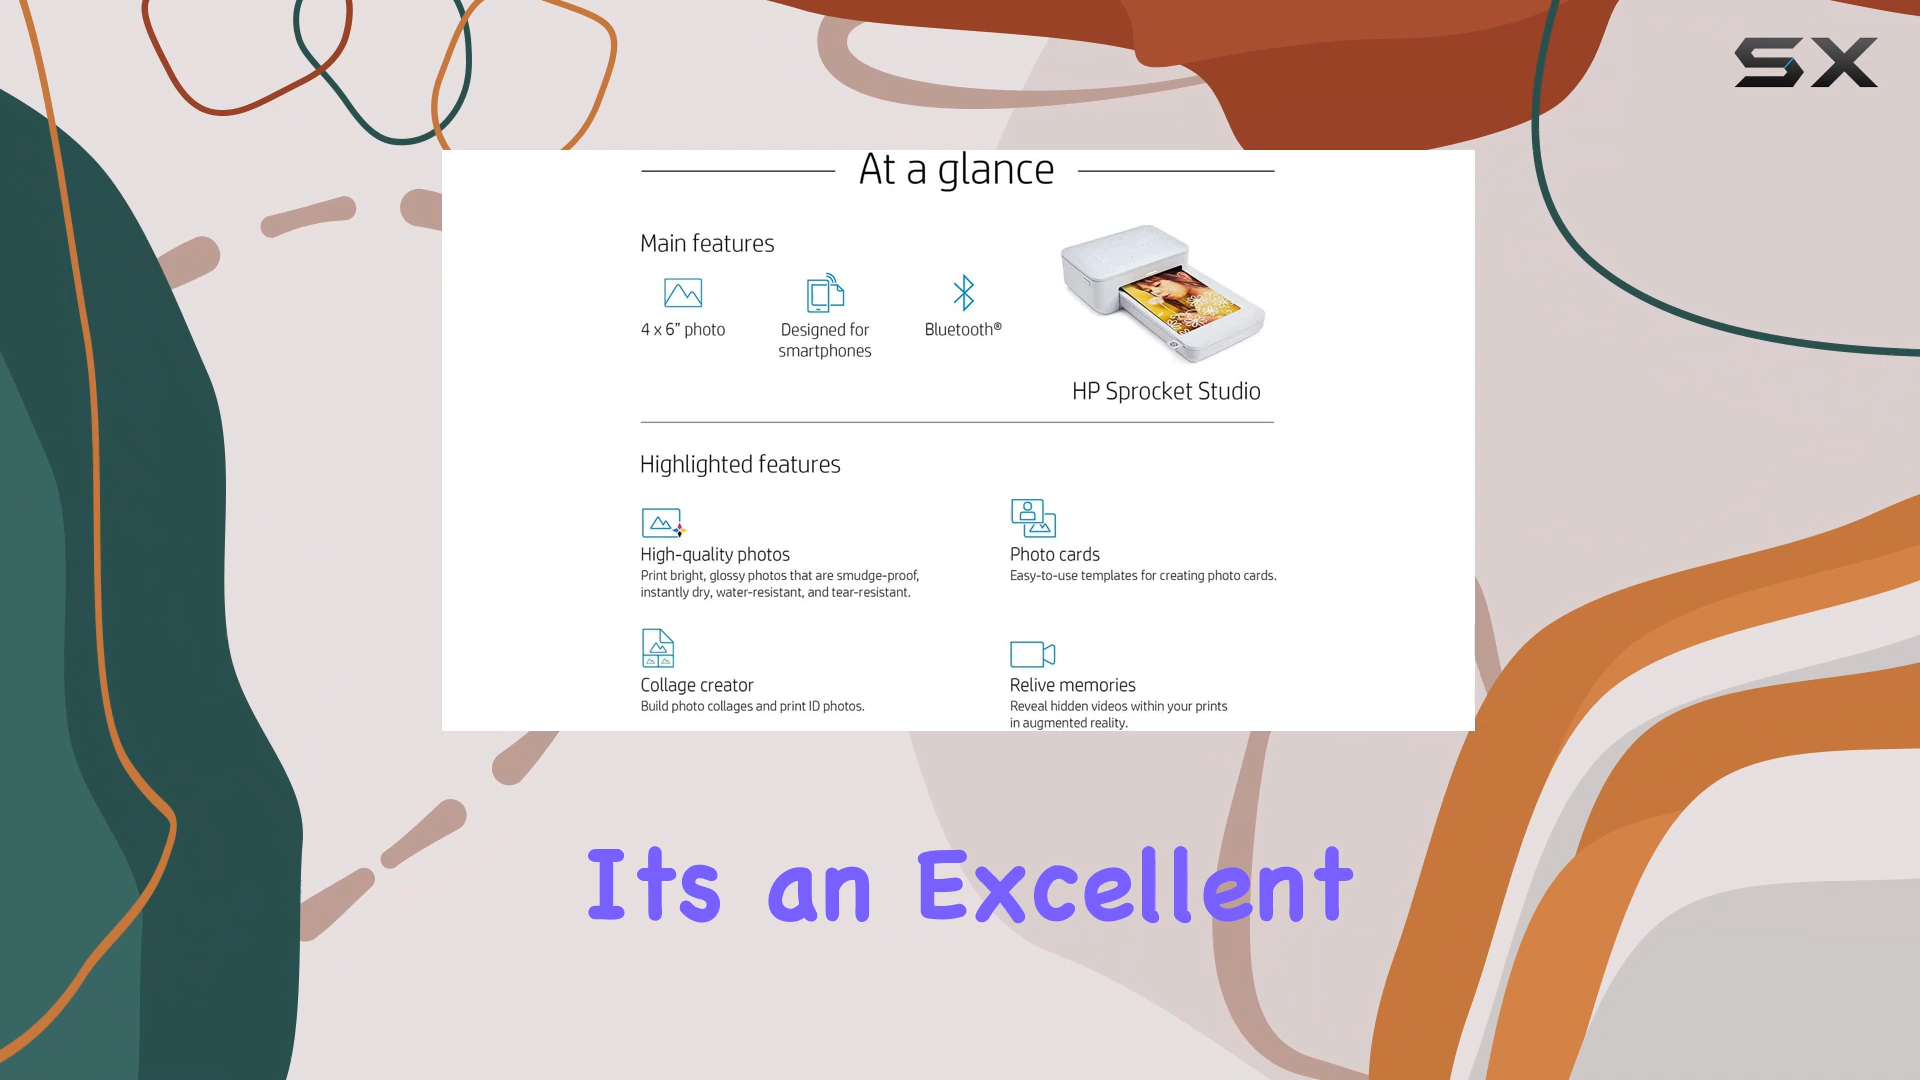 SX
At a glance
Main features
4 x 6” photo
Designed for
smartphones
Bluetooth®
HP Sprocket Studio
Highlighted features
High-quality photos
Print bright, glossy photos that are smudge-proof,
instantly dry, water-resistant, and tear-resistant.
Photo cards
Easy-to-use templates for creating photo cards.
Collage creator
Build photo collages and print ID photos.
Relive memories
Reveal hidden videos within your prints
in augmented reality.
Its an Excellent